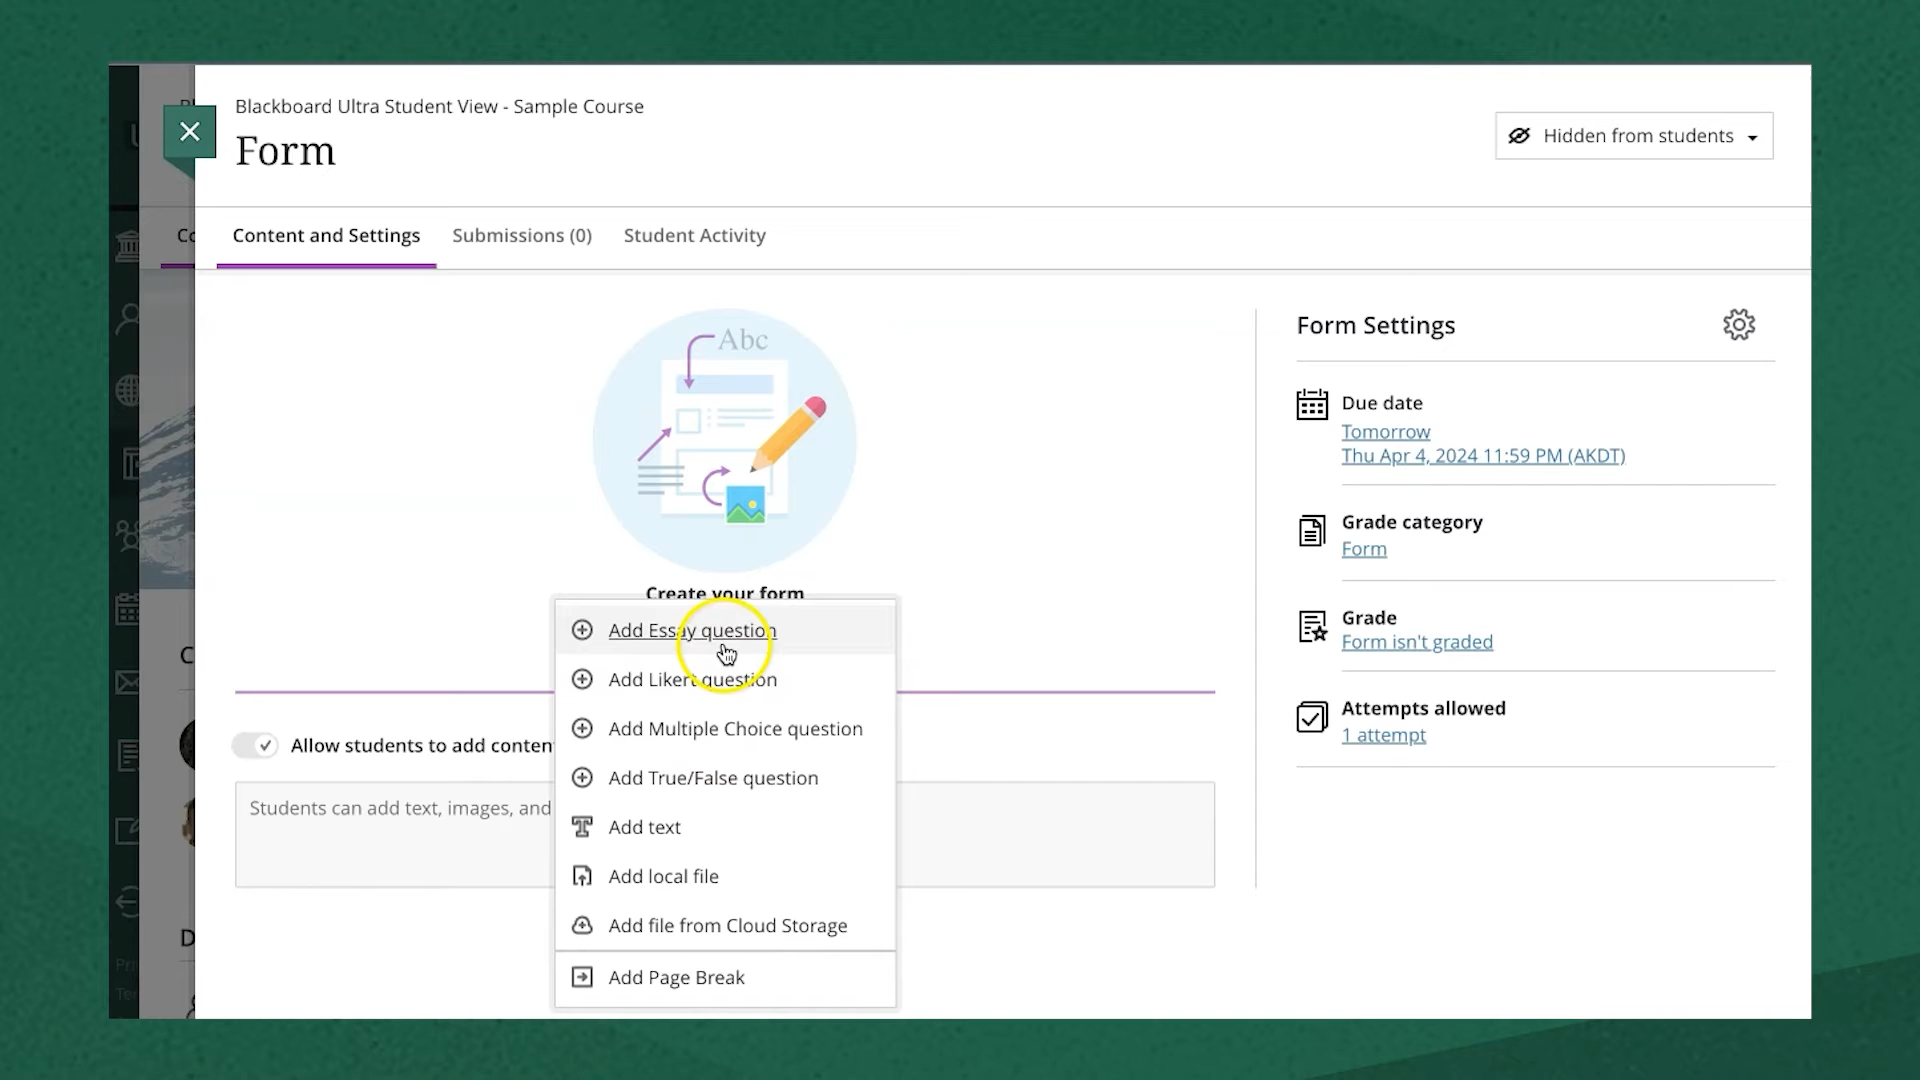 Blackboard Ultra Student View - Sample Course
Form
Hidden from students
Content and Settings
Submissions (0)
Student Activity
Abc
Create your form
Add Essay question
Add Likert question
Add Multiple Choice question
Add True/False question
Add text
Add local file
Add file from Cloud Storage
Add Page Break
Allow students to add conten
Students can add text, images, and
Form Settings
Due date
Tomorrow
Thu Apr 4, 2024 11:59 PM (AKDT)
Grade category
Form
Grade
Form isn't graded
Attempts allowed
1 attempt